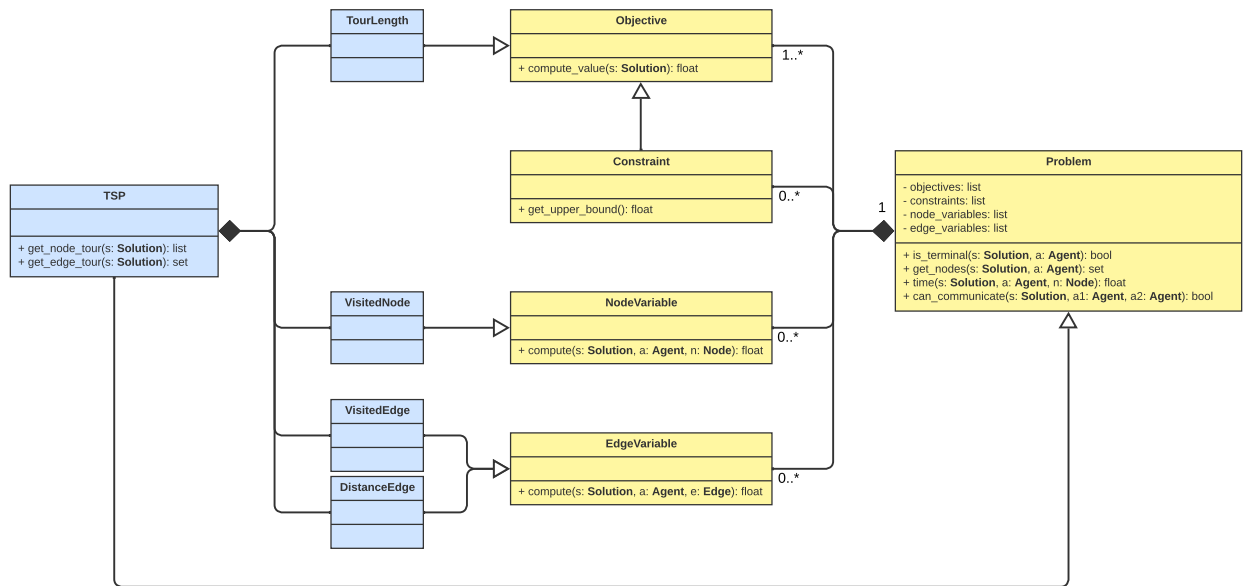 TourLength
Objective
+ compute_value(s: Solution): float
1..*
Constraint
+ get_upper_bound(): float
0..*
Problem
- objectives: list
- constraints: list
- node_variables: list
- edge_variables: list
+ is_terminal(s: Solution, a: Agent): bool
+ get_nodes(s: Solution, a: Agent): set
+ time(s: Solution, a: Agent, n: Node): float
+ can_communicate(s: Solution, a1: Agent, a2: Agent): bool
1
TSP
+ get_node_tour(s: Solution): list
+ get_edge_tour(s: Solution): set
VisitedNode
NodeVariable
+ compute(s: Solution, a: Agent, n: Node): float
0..*
VisitedEdge
EdgeVariable
+ compute(s: Solution, a: Agent, e: Edge): float
0..*
DistanceEdge